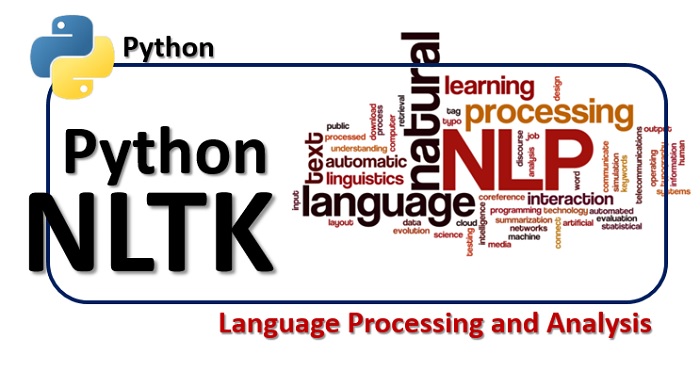 Python
Python
NLTK
natural
learning
design
tag
processing
typo
NLP
public
download
process
retrieval
computer
processed
understanding
text
automatic
linguistics
input
language
discourse
analysis
job
word
communicate
simulation
keywords
telecommunications
output
operating
typography
systems
information
human
coreference
interaction
layout
data
cloud
intelligence
programming
technology
automated
evolution
summarization
evaluation
science
testing
networks
connect
artificial
statistical
machine
media
Language Processing and Analysis